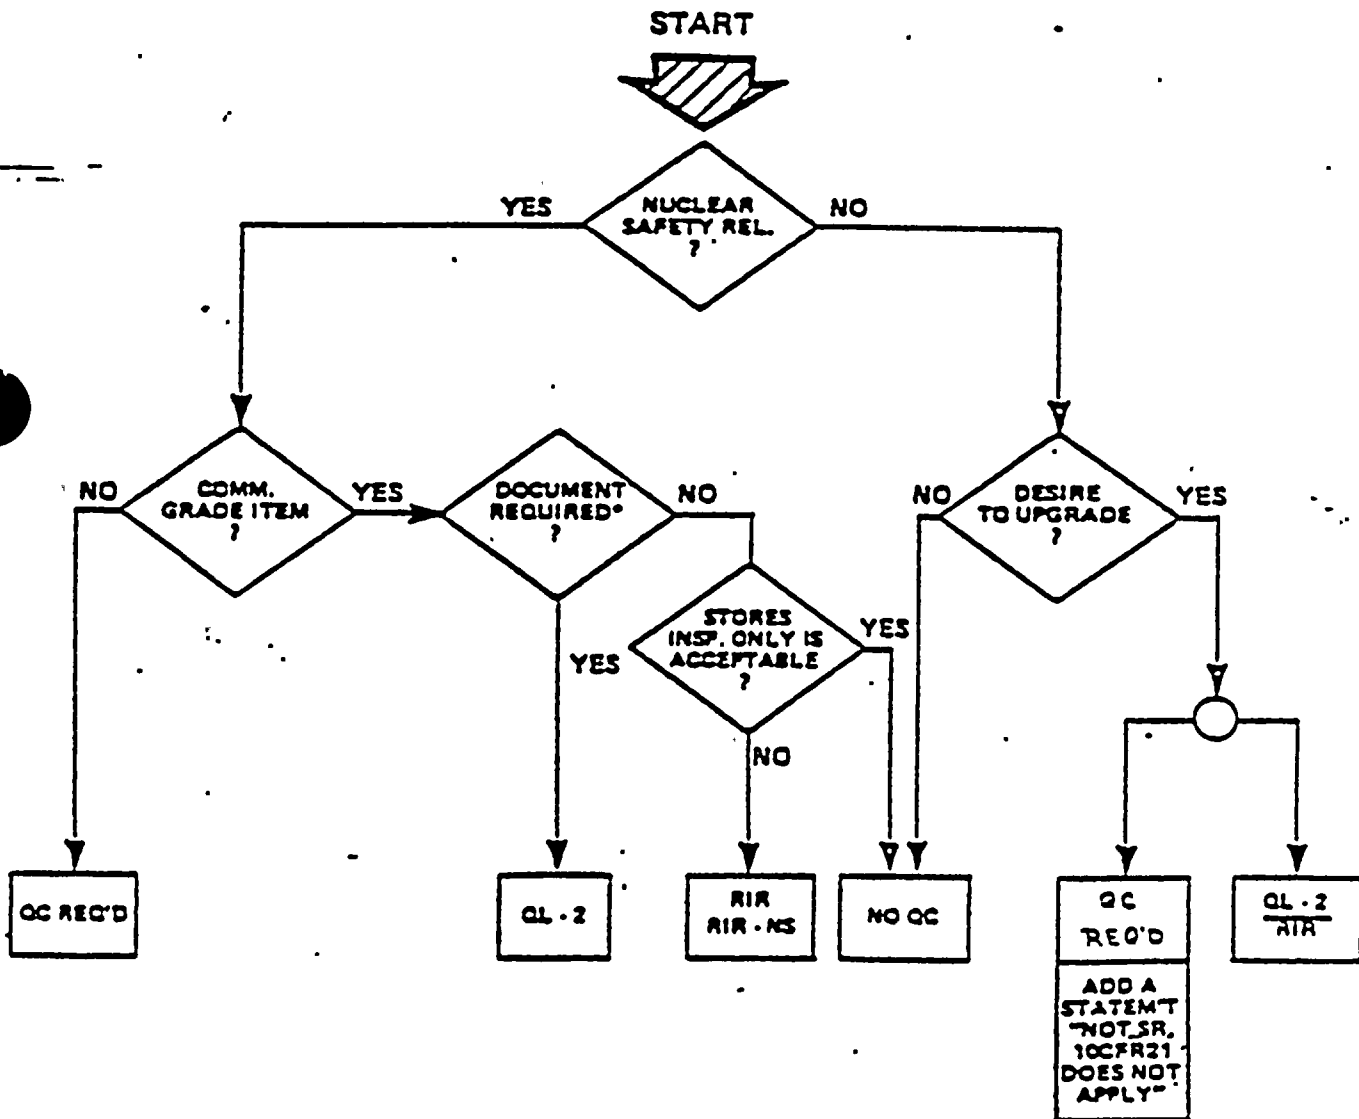 START
YES
NUCLEAR
SAFETY REL.
?
NO
NO
COMM.
GRADE ITEM
?
YES
DOCUMENT
REQUIRED*
?
NO
NO
DESIRE
TO UPGRADE
?
YES
YES
STORES
INSP. ONLY IS
ACCEPTABLE
?
YES
NO
QC REQ'D
QL - 2
RIR
RIR - NS
NO QC
QC
REQ'D
QL - 2
RIR
ADD A
STATEM'T
"NOT SR,
10CFR21
DOES NOT
APPLY"